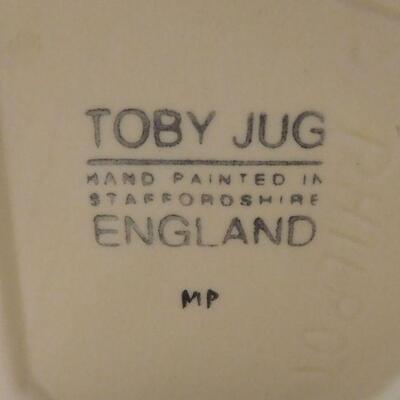 TOBY JUG
HAND PAINTED IN
STAFFORDSHIRE
ENGLAND
MP